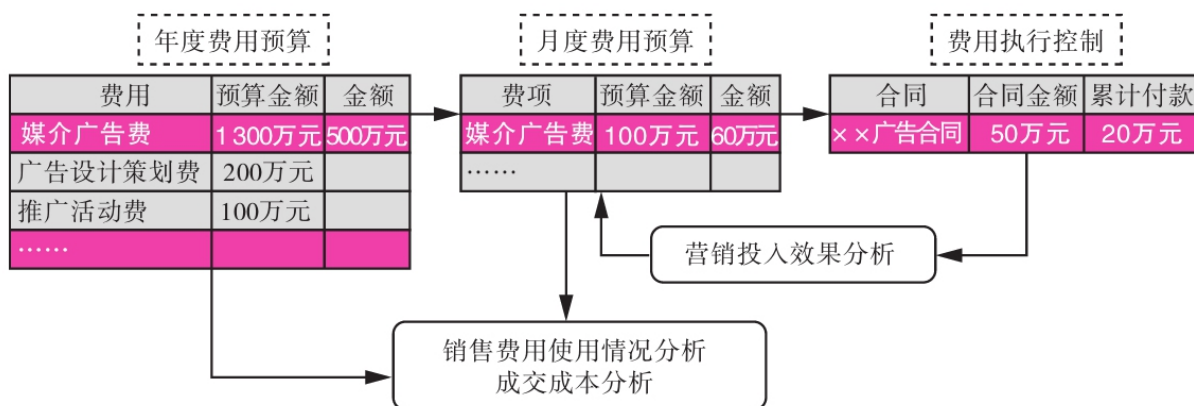 年度费用预算
月度费用预算
费用执行控制
费用 预算金额 金额
媒介广告费 1300万元 500万元
广告设计策划费 200万元
推广活动费 100万元
……
费项 预算金额 金额
媒介广告费 100万元 60万元
……
合同 合同金额 累计付款
××广告合同 50万元 20万元
营销投入效果分析
销售费用使用情况分析
成交成本分析